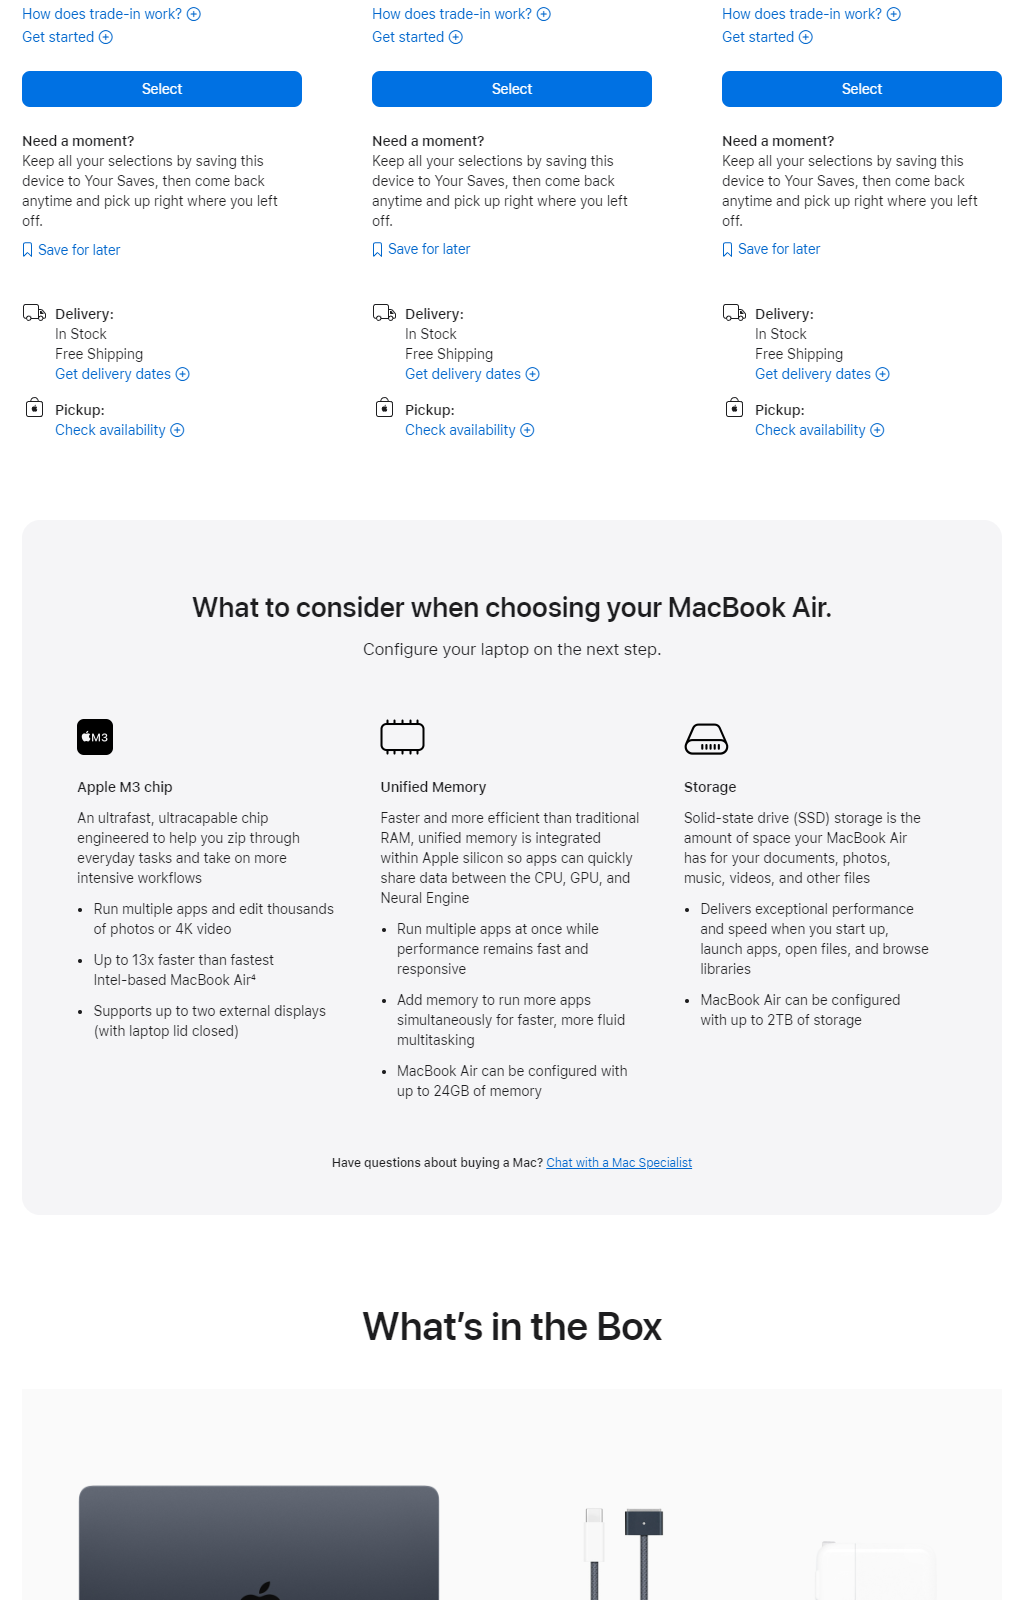 How does trade-in work?
Get started
Select
Need a moment?
Keep all your selections by saving this
device to Your Saves, then come back
anytime and pick up right where you left
off.
Save for later
Delivery:
In Stock
Free Shipping
Get delivery dates
Pickup:
Check availability
How does trade-in work?
Get started
Select
Need a moment?
Keep all your selections by saving this
device to Your Saves, then come back
anytime and pick up right where you left
off.
Save for later
Delivery:
In Stock
Free Shipping
Get delivery dates
Pickup:
Check availability
How does trade-in work?
Get started
Select
Need a moment?
Keep all your selections by saving this
device to Your Saves, then come back
anytime and pick up right where you left
off.
Save for later
Delivery:
In Stock
Free Shipping
Get delivery dates
Pickup:
Check availability
What to consider when choosing your MacBook Air.
Configure your laptop on the next step.
M3
Apple M3 chip
An ultrafast, ultracapable chip
engineered to help you zip through
everyday tasks and take on more
intensive workflows
• Run multiple apps and edit thousands
of photos or 4K video
• Up to 13x faster than fastest
Intel-based MacBook Air⁴
• Supports up to two external displays
(with laptop lid closed)
Unified Memory
Faster and more efficient than traditional
RAM, unified memory is integrated
within Apple silicon so apps can quickly
share data between the CPU, GPU, and
Neural Engine
• Run multiple apps at once while
performance remains fast and
responsive
• Add memory to run more apps
simultaneously for faster, more fluid
multitasking
• MacBook Air can be configured with
up to 24GB of memory
Storage
Solid-state drive (SSD) storage is the
amount of space your MacBook Air
has for your documents, photos,
music, videos, and other files
• Delivers exceptional performance
and speed when you start up,
launch apps, open files, and browse
libraries
• MacBook Air can be configured
with up to 2TB of storage
Have questions about buying a Mac? Chat with a Mac Specialist
What's in the Box